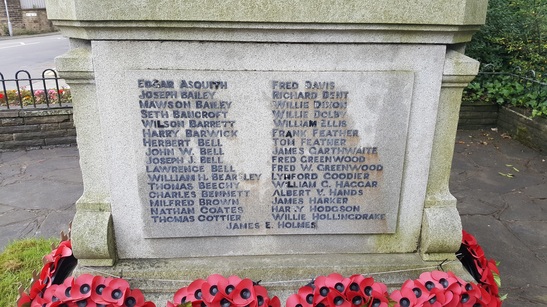 EDGAR ASQUITH
JOSEPH BAILEY
MAWSON BAILEY
SETH BANCROFT
WILSON BARRETT
HARRY BARWICK
HERBERT BELL
JOHN W. BELL
JOSEPH J. BELL
LAWRENCE BELL
WILLIAM H. BEARSLEY
THOMAS BEECHY
CHARLES BENNETT
MILFRED BROWN
NATHAN COATES
THOMAS COTTIER
FRED DAVIS
RICHARD DENT
WILLIE DIXON
WILLIE DOLBY
WILLIAM ELLIS
FRANK FEATHER
TOM FEATHER
JAMES GARTHWAITE
FRED GREENWOOD
FRED W. GREENWOOD
GOODIER
WILLIAM C. HAGGAR
ALBERT V. HANDS
JAMES HARKER
HARRY HODGSON
WILLIE HOLLINGDRAKE
JAMES E. HOLMES